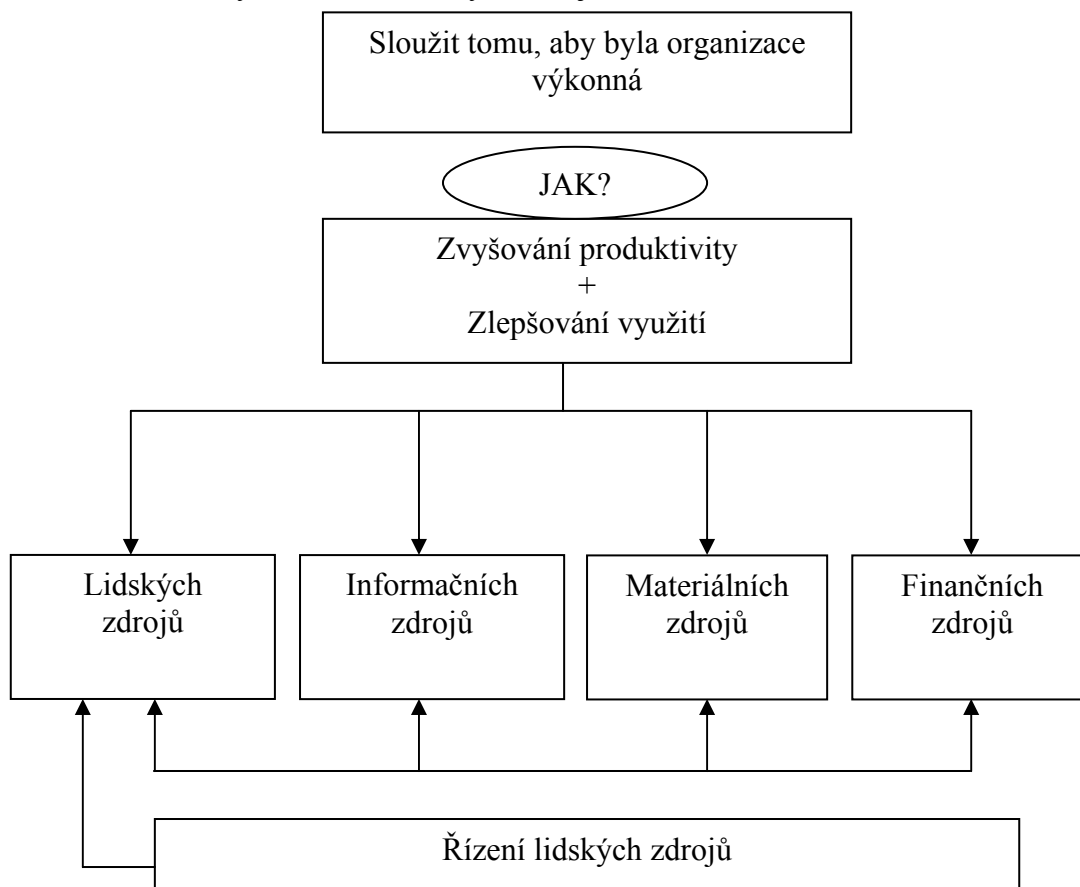 Sloužit tomu, aby byla organizace
výkonná
JAK?
Zvyšování produktivity
+
Zlepšování využití
Lidských
zdrojů
Informačních
zdrojů
Materiálních
zdrojů
Finančních
zdrojů
Řízení lidských zdrojů